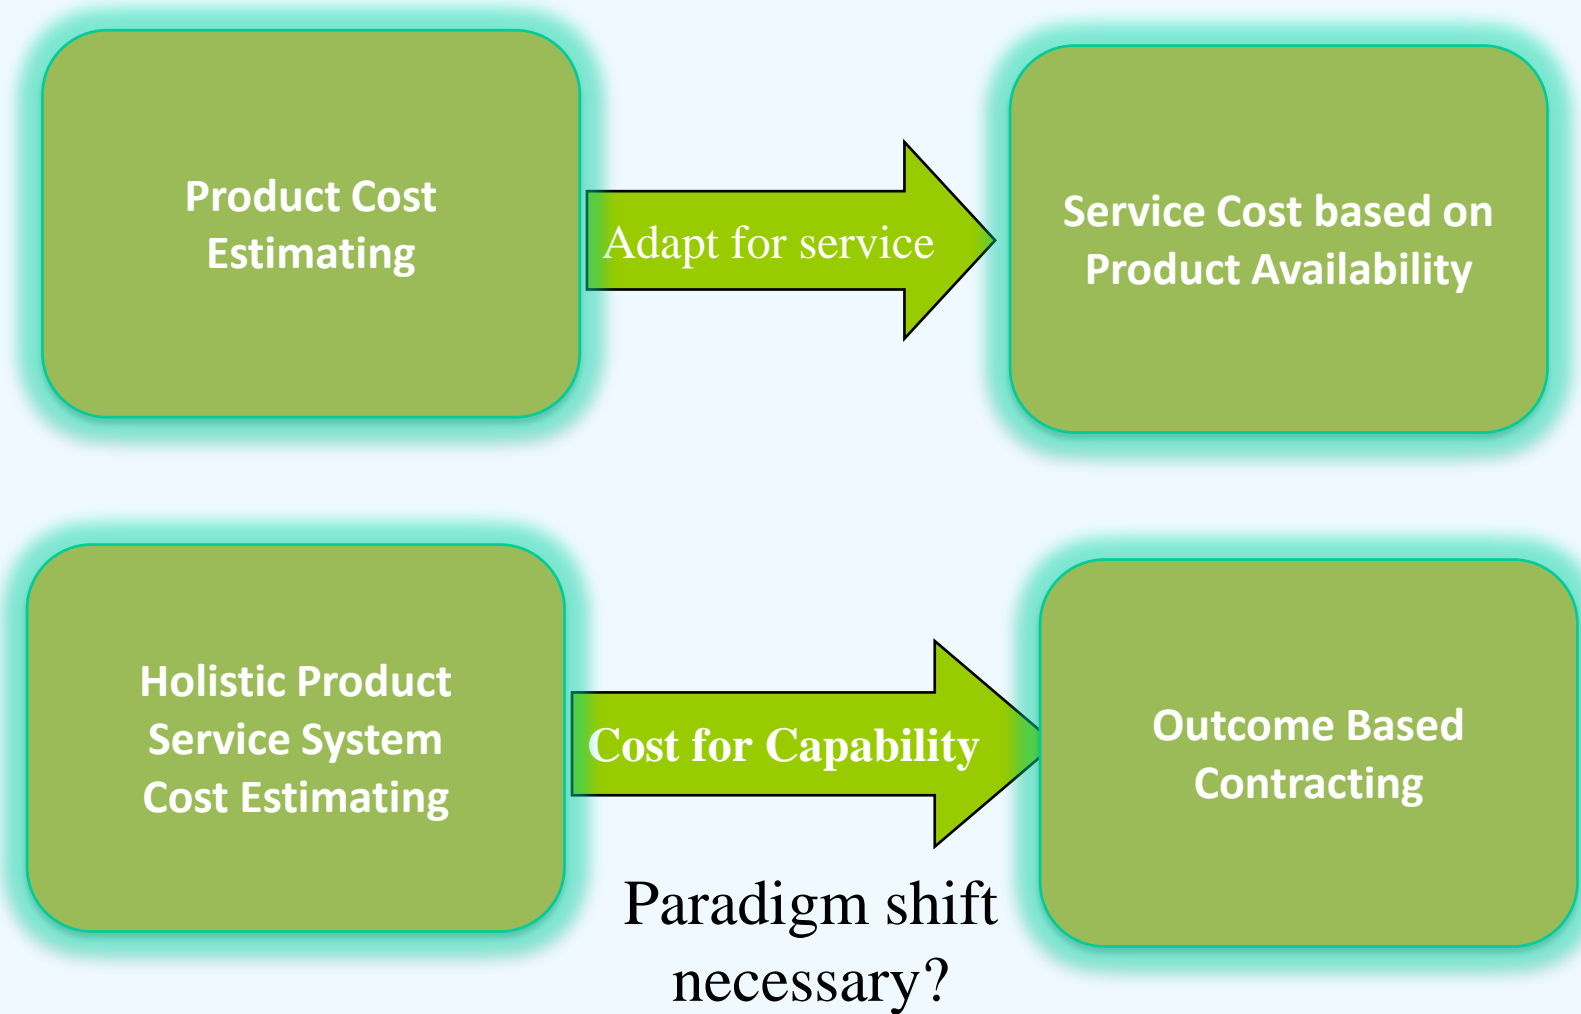 Product Cost
Estimating
Adapt for service
Service Cost based on
Product Availability
Holistic Product
Service System
Cost Estimating
Cost for Capability
Outcome Based
Contracting
Paradigm shift
necessary?